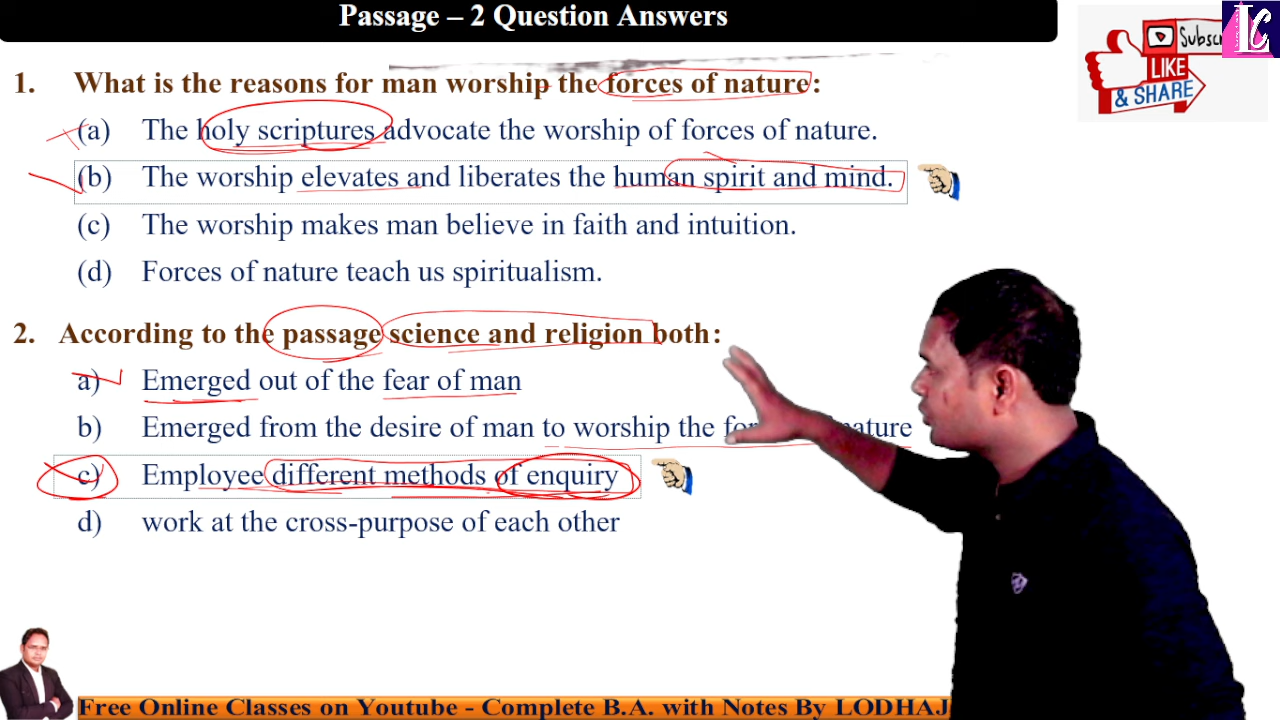 Passage – 2 Question Answers
LC
Subscr
LIKE
& SHARE
1. What is the reasons for man worship the forces of nature:
(a) The holy scriptures advocate the worship of forces of nature.
(b) The worship elevates and liberates the human spirit and mind.
(c) The worship makes man believe in faith and intuition.
(d) Forces of nature teach us spiritualism.
2. According to the passage science and religion both:
a) Emerged out of the fear of man
b) Emerged from the desire of man to worship the nature
c) Employee different methods of enquiry
d) work at the cross-purpose of each other
Free Online Classes on Youtube - Complete B.A. with Notes By LODHAJ